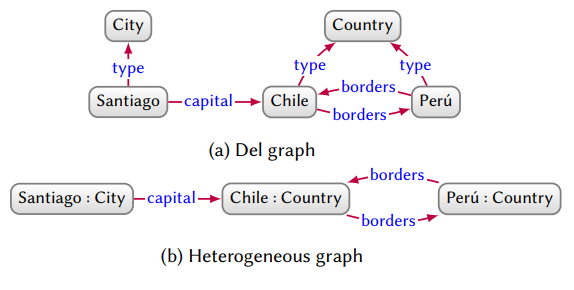 City Country
type type type
borders
Santiago capital Chile Perú
borders
(a) Del graph
borders
Santiago : City capital Chile : Country Perú : Country
borders
(b) Heterogeneous graph